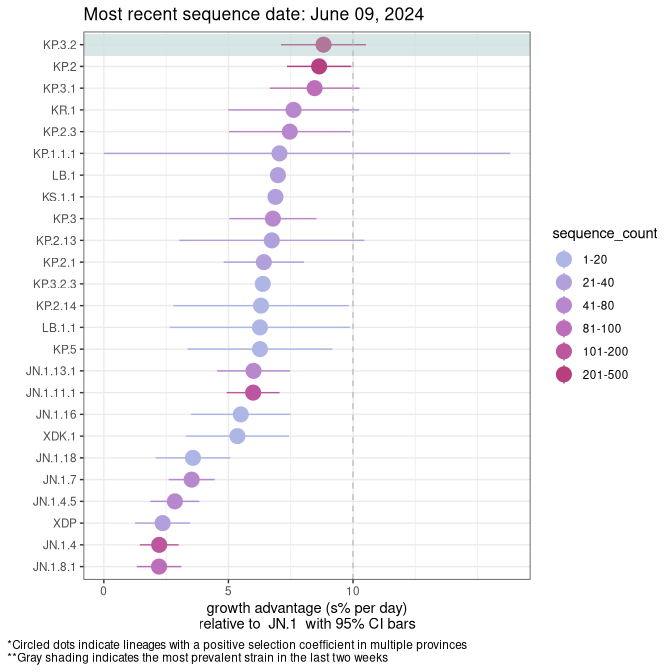 Most recent sequence date: June 09, 2024
KP.3.2
KP.2
KP.3.1
KR.1
KP.2.3
KP.1.1.1
LB.1
KS.1.1
KP.3
KP.2.13
KP.2.1
KP.3.2.3
KP.2.14
LB.1.1
KP.5
JN.1.13.1
JN.1.11.1
JN.1.16
XDK.1
JN.1.18
JN.1.7
JN.1.4.5
XDP
JN.1.4
JN.1.8.1
0 5 10
growth advantage (s% per day)
relative to JN.1 with 95% CI bars
sequence_count
1-20
21-40
41-80
81-100
101-200
201-500
*Circled dots indicate lineages with a positive selection coefficient in multiple provinces
**Gray shading indicates the most prevalent strain in the last two weeks